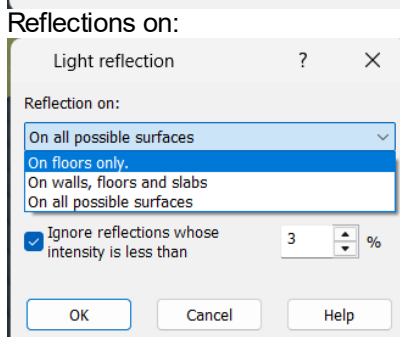 Reflections on:
Light reflection ? ×
Reflection on:
On all possible surfaces
On floors only.
On walls, floors and slabs
On all possible surfaces
Ignore reflections whose
intensity is less than
3 %
OK Cancel Help